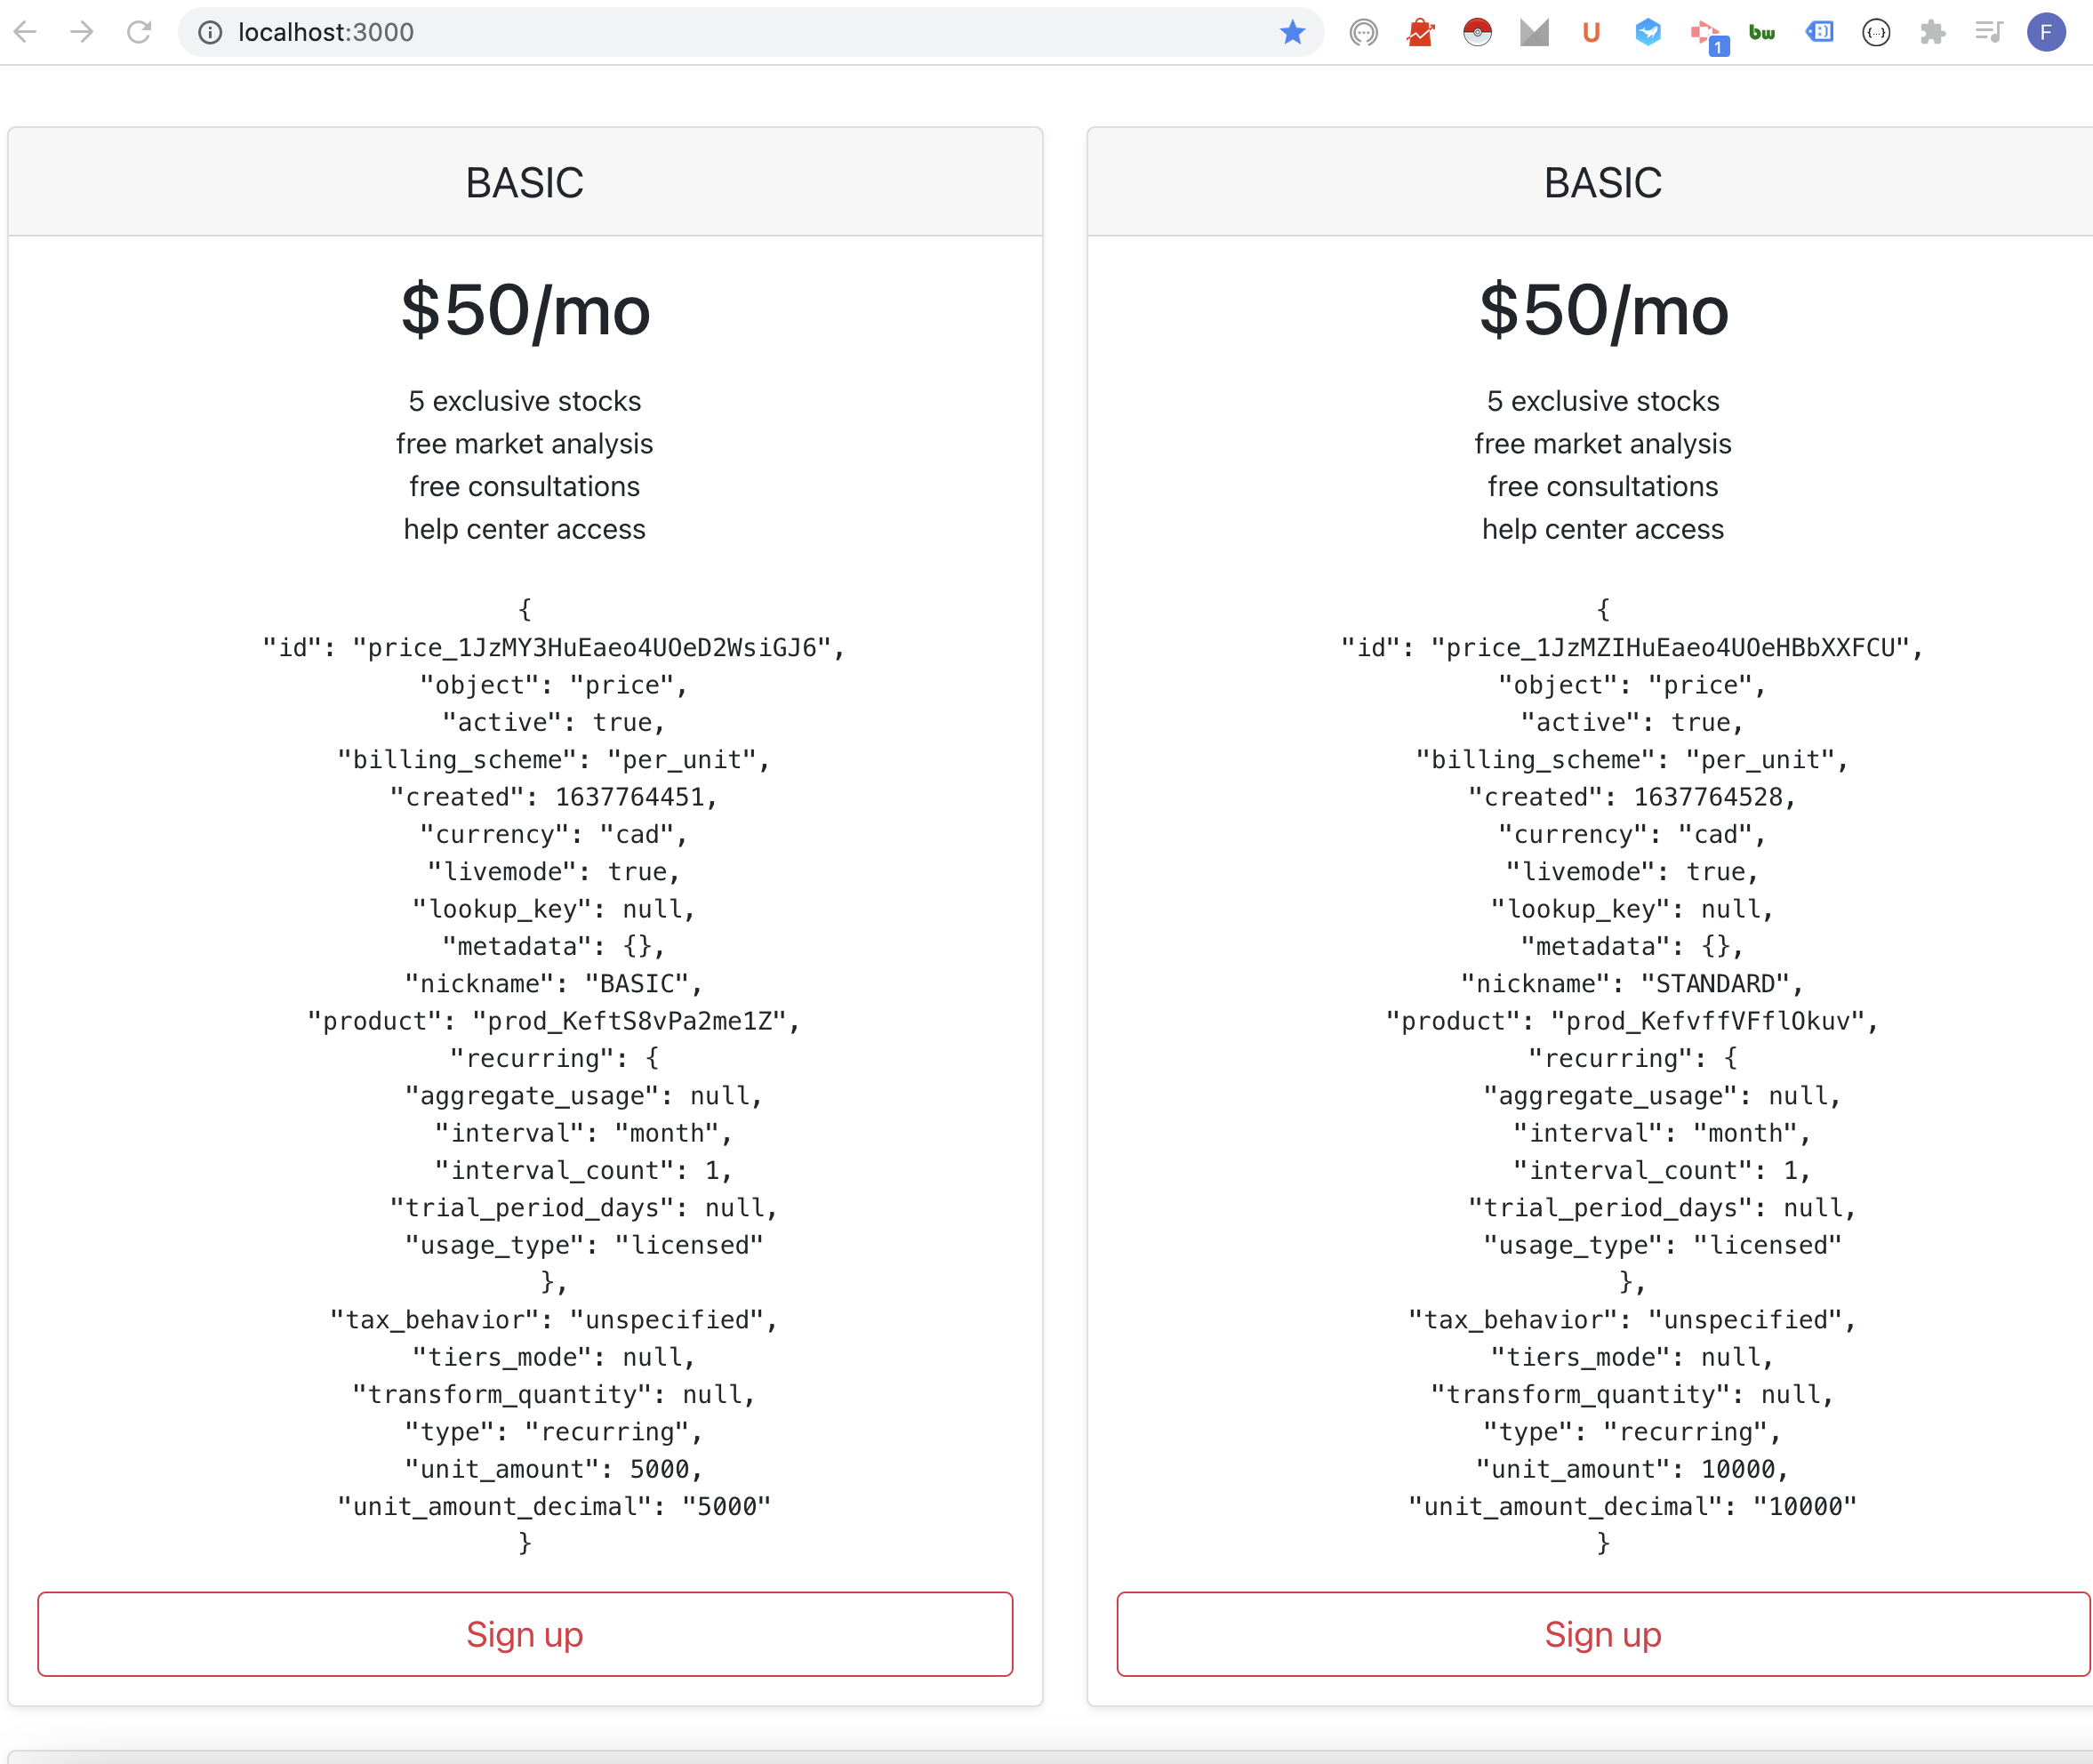 localhost:3000
1
bw
F
BASIC
$50/mo
5 exclusive stocks
free market analysis
free consultations
help center access
{
"id": "price_1JzMY3HuEaeo4UOeD2WsiGJ6",
"object": "price",
"active": true,
"billing_scheme": "per_unit",
"created": 1637764451,
"currency": "cad",
"livemode": true,
"lookup_key": null,
"metadata": {},
"nickname": "BASIC",
"product": "prod_KeftS8vPa2me1Z",
"recurring": {
"aggregate_usage": null,
"interval": "month",
"interval_count": 1,
"trial_period_days": null,
"usage_type": "licensed"
},
"tax_behavior": "unspecified",
"tiers_mode": null,
"transform_quantity": null,
"type": "recurring",
"unit_amount": 5000,
"unit_amount_decimal": "5000"
}
Sign up
BASIC
$50/mo
5 exclusive stocks
free market analysis
free consultations
help center access
{
"id": "price_1JzMZIHuEaeo4UOeHBbXXFCU",
"object": "price",
"active": true,
"billing_scheme": "per_unit",
"created": 1637764528,
"currency": "cad",
"livemode": true,
"lookup_key": null,
"metadata": {},
"nickname": "STANDARD",
"product": "prod_KefvffVFflOkuv",
"recurring": {
"aggregate_usage": null,
"interval": "month",
"interval_count": 1,
"trial_period_days": null,
"usage_type": "licensed"
},
"tax_behavior": "unspecified",
"tiers_mode": null,
"transform_quantity": null,
"type": "recurring",
"unit_amount": 10000,
"unit_amount_decimal": "10000"
}
Sign up